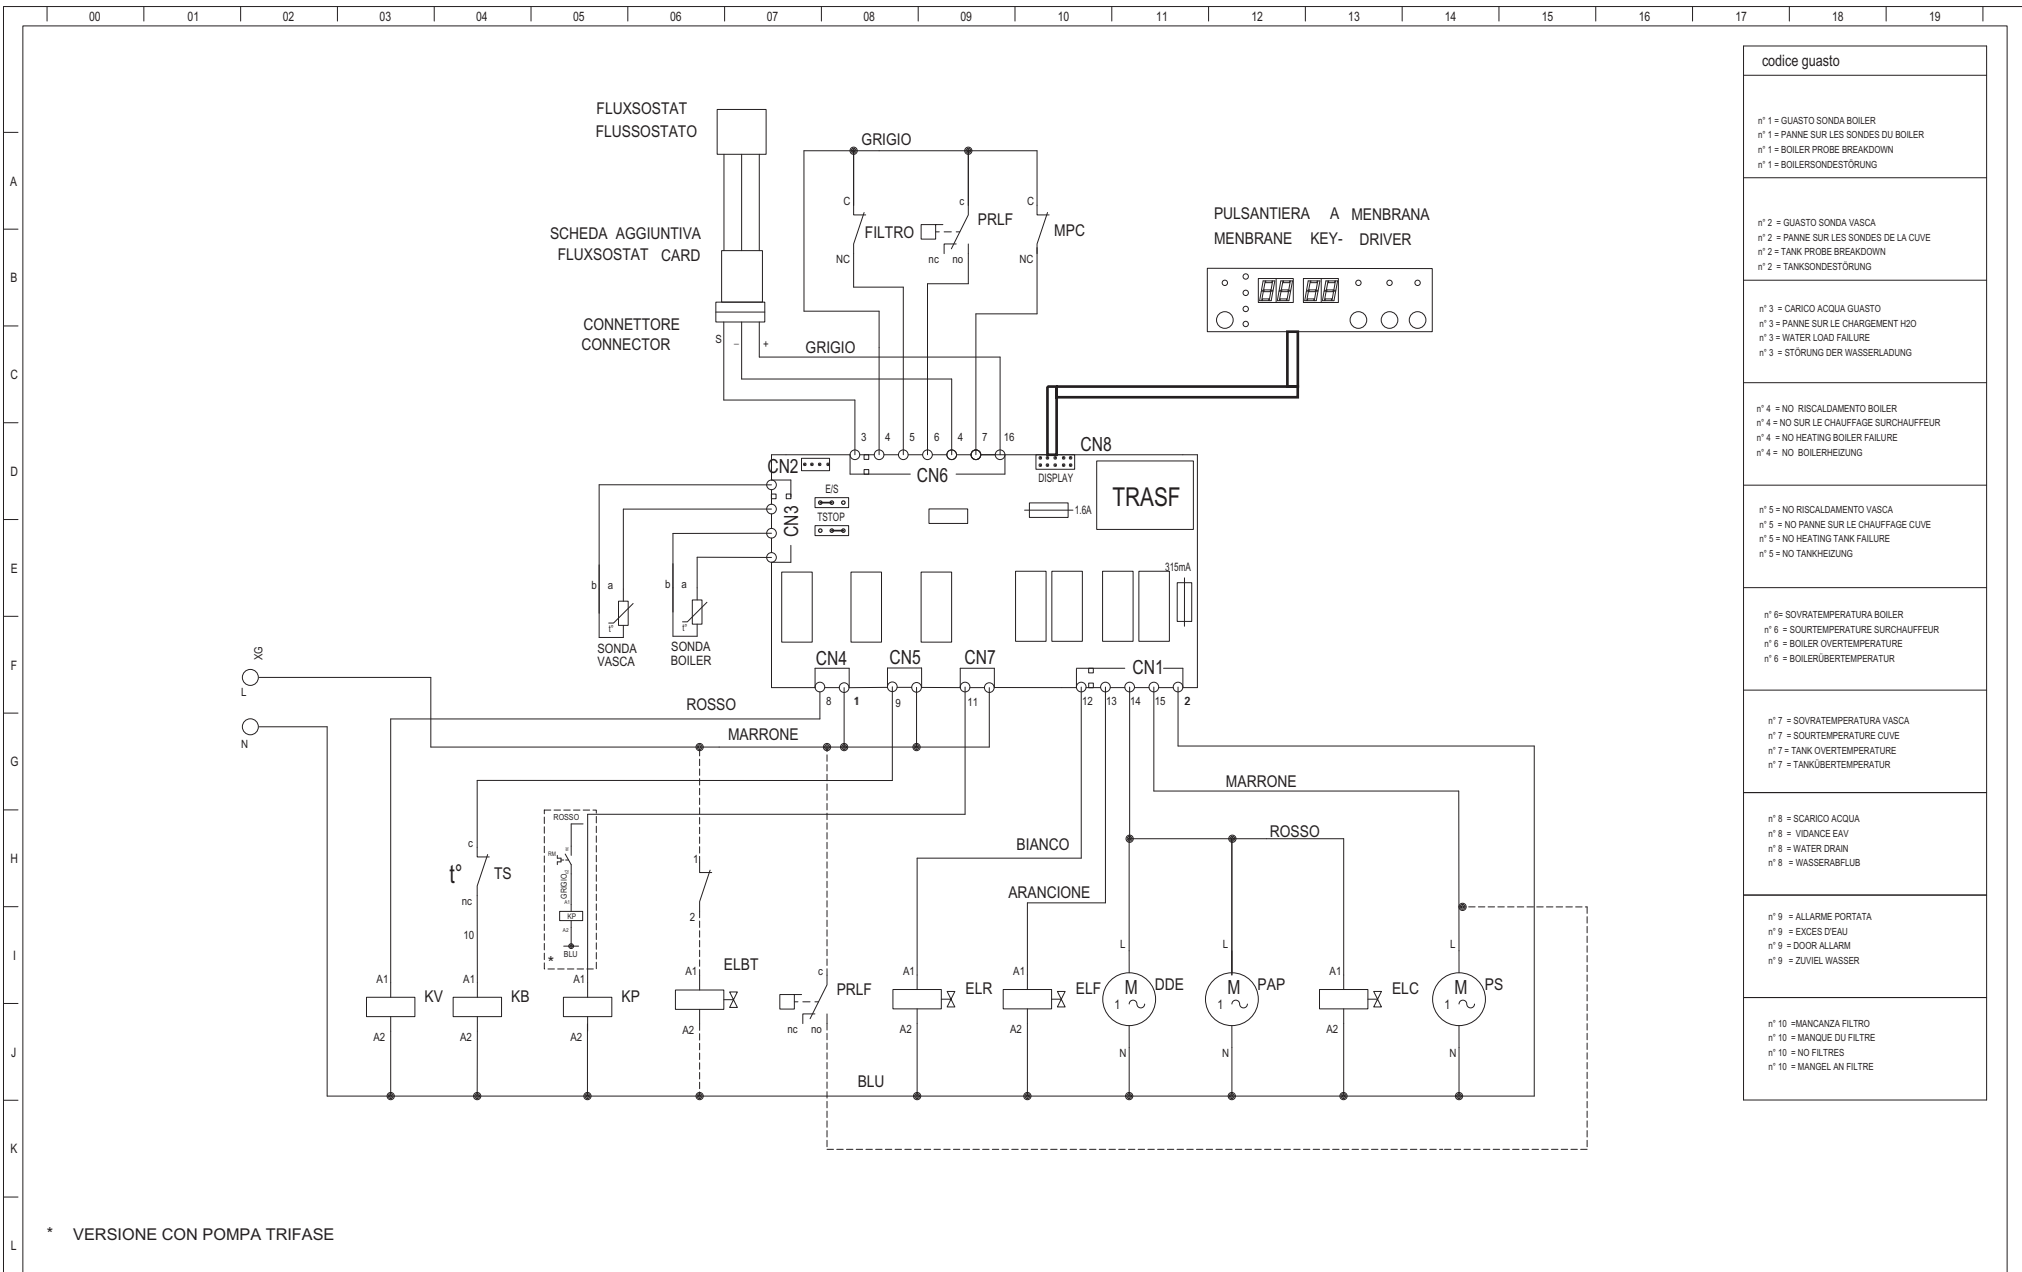 00 01 02 03 04 05 06 07 08 09 10 11 12 13 14 15 16 17 18 19
A
B
C
D
E
F
G
H
I
J
K
L
FLUXSOSTAT
FLUSSOSTATO
SCHEDA AGGIUNTIVA
FLUXSOSTAT CARD
CONNETTORE
CONNECTOR
S – +
GRIGIO
C
FILTRO
NC
c
PRLF
nc no
C
MPC
NC
GRIGIO
PULSANTIERA A MENBRANA
MENBRANE KEY- DRIVER
88 88
3 4 5 6 4 7 16
CN8
CN2
CN6
DISPLAY
TRASF
E/S
CN3
TSTOP
1.6A
315mA
b a
t°
SONDA
VASCA
b a
t°
SONDA
BOILER
CN4 CN5 CN7 CN1
8 1 9 11 12 13 14 15 2
XG
L
N
ROSSO
MARRONE
MARRONE
BIANCO
ROSSO
ARANCIONE
c
t° TS
nc
10
ROSSO
RM
GRIGIO
A1
KP
A2
BLU
*
1
2
A1 KV A2
A1 KB A2
A1 KP A2
A1 ELBT A2
c PRLF nc no
A1 ELR A2
A1 ELF A2
L M 1 DDE N
L M 1 PAP N
A1 ELC A2
L M 1 PS N
BLU
* VERSIONE CON POMPA TRIFASE
codice guasto
n° 1 = GUASTO SONDA BOILER
n° 1 = PANNE SUR LES SONDES DU BOILER
n° 1 = BOILER PROBE BREAKDOWN
n° 1 = BOILERSONDESTÖRUNG
n° 2 = GUASTO SONDA VASCA
n° 2 = PANNE SUR LES SONDES DE LA CUVE
n° 2 = TANK PROBE BREAKDOWN
n° 2 = TANKSONDESTÖRUNG
n° 3 = CARICO ACQUA GUASTO
n° 3 = PANNE SUR LE CHARGEMENT H2O
n° 3 = WATER LOAD FAILURE
n° 3 = STÖRUNG DER WASSERLADUNG
n° 4 = NO RISCALDAMENTO BOILER
n° 4 = NO SUR LE CHAUFFAGE SURCHAUFFEUR
n° 4 = NO HEATING BOILER FAILURE
n° 4 = NO BOILERHEIZUNG
n° 5 = NO RISCALDAMENTO VASCA
n° 5 = NO PANNE SUR LE CHAUFFAGE CUVE
n° 5 = NO HEATING TANK FAILURE
n° 5 = NO TANKHEIZUNG
n° 6= SOVRATEMPERATURA BOILER
n° 6 = SOURTEMPERATURE SURCHAUFFEUR
n° 6 = BOILER OVERTEMPERATURE
n° 6 = BOILERÜBERTEMPERATUR
n° 7 = SOVRATEMPERATURA VASCA
n° 7 = SOURTEMPERATURE CUVE
n° 7 = TANK OVERTEMPERATURE
n° 7 = TANKÜBERTEMPERATUR
n° 8 = SCARICO ACQUA
n° 8 = VIDANCE EAV
n° 8 = WATER DRAIN
n° 8 = WASSERABFLUB
n° 9 = ALLARME PORTATA
n° 9 = EXCES D'EAU
n° 9 = DOOR ALLARM
n° 9 = ZUVIEL WASSER
n° 10 =MANCANZA FILTRO
n° 10 = MANQUE DU FILTRE
n° 10 = NO FILTRES
n° 10 = MANGEL AN FILTRE